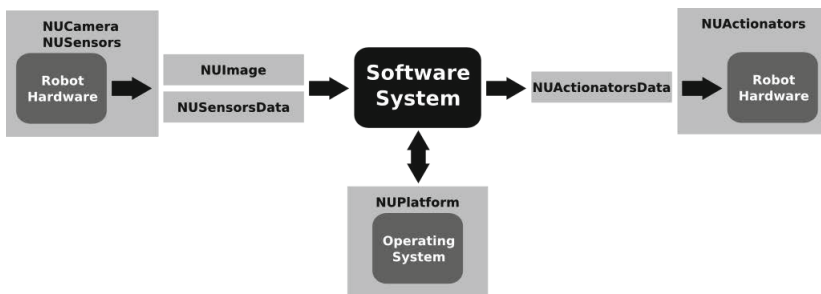 NUCamera
NUSensors
Robot
Hardware
NUImage
NUSensorsData
Software
System
NUActionatorsData
NUActionators
Robot
Hardware
NUPlatform
Operating
System